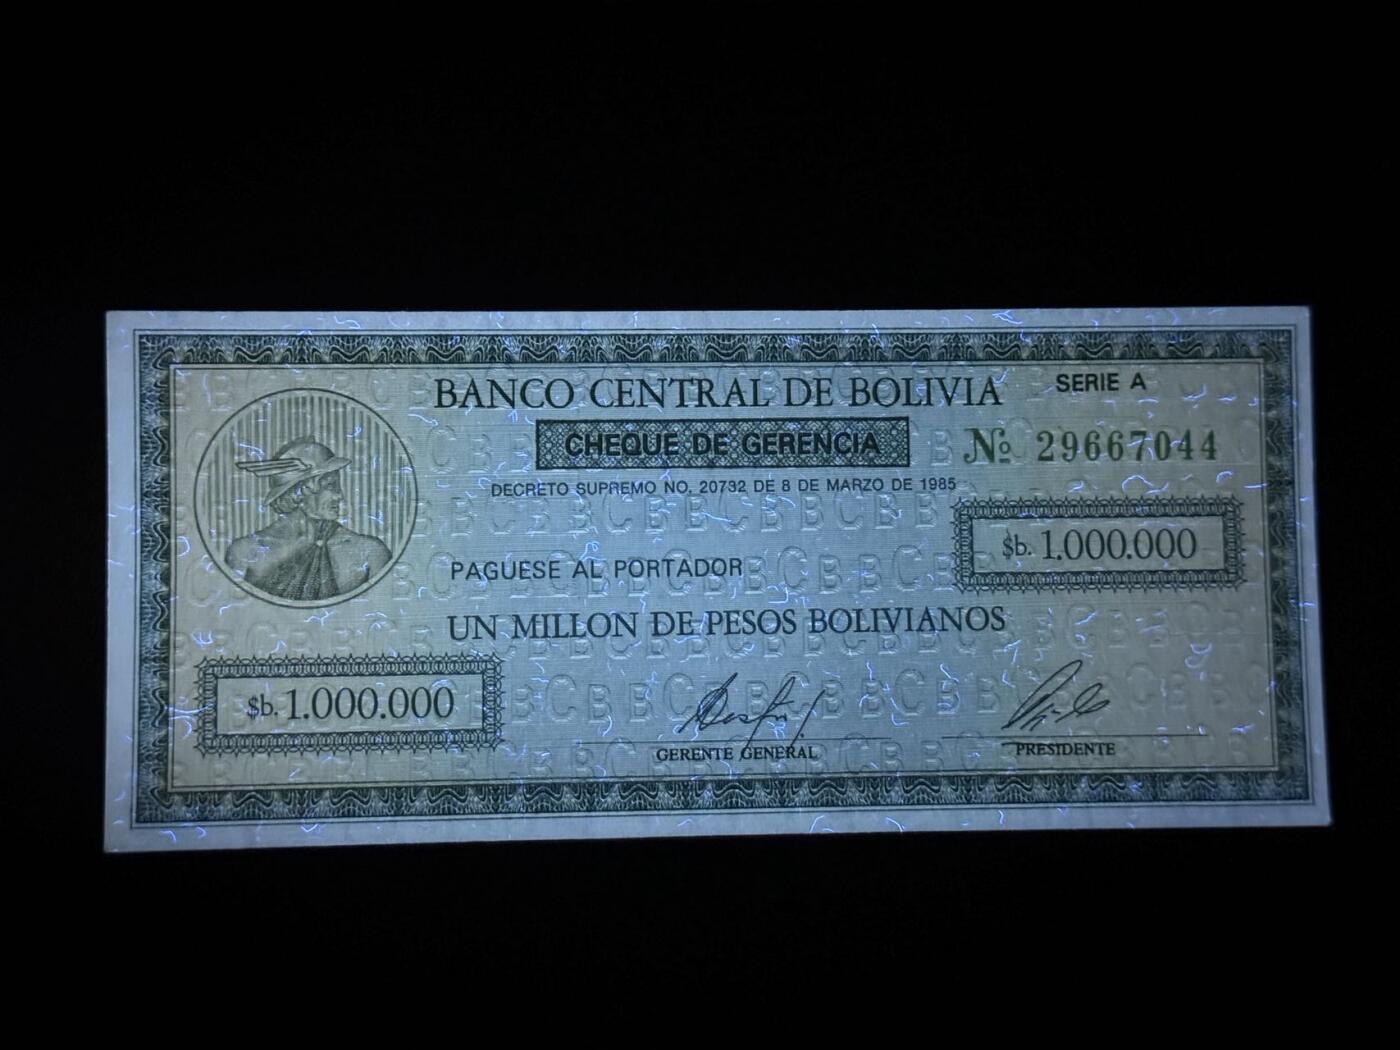 BANCO CENTRAL DE BOLIVIA
SERIE A
CHEQUE DE GERENCIA
Nº 29667044
DECRETO SUPREMO NO. 20732 DE 8 DE MARZO DE 1985
$b. 1.000.000
PAGUESE AL PORTADOR
UN MILLON DE PESOS BOLIVIANOS
$b. 1.000.000
GERENTE GENERAL
PRESIDENTE